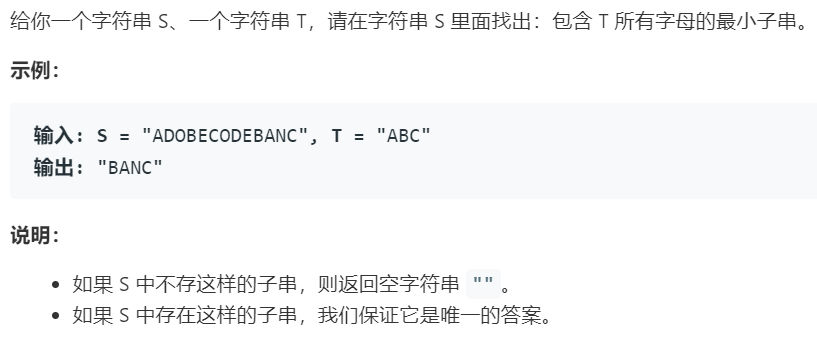 给你一个字符串 S、一个字符串 T，请在字符串 S 里面找出：包含 T 所有字母的最小子串。
示例：
输入: S = "ADOBECODEBANC", T = "ABC"
输出: "BANC"
说明：
如果 S 中不存这样的子串，则返回空字符串 ""。
如果 S 中存在这样的子串，我们保证它是唯一的答案。